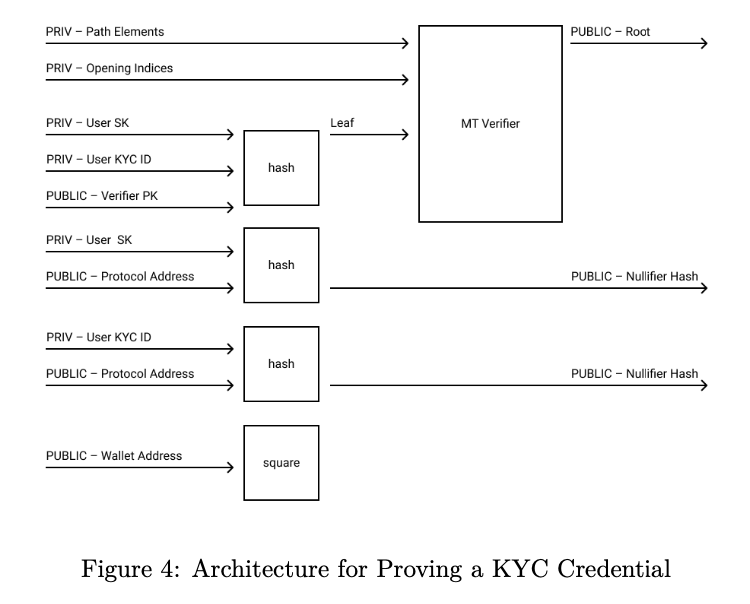 PRIV – Path Elements
PUBLIC – Root
PRIV – Opening Indices
MT Verifier
PRIV – User SK
Leaf
PRIV – User KYC ID
hash
PUBLIC – Verifier PK
PRIV – User SK
hash
PUBLIC – Protocol Address
PUBLIC – Nullifier Hash
PRIV – User KYC ID
hash
PUBLIC – Protocol Address
PUBLIC – Nullifier Hash
PUBLIC – Wallet Address
square
Figure 4: Architecture for Proving a KYC Credential